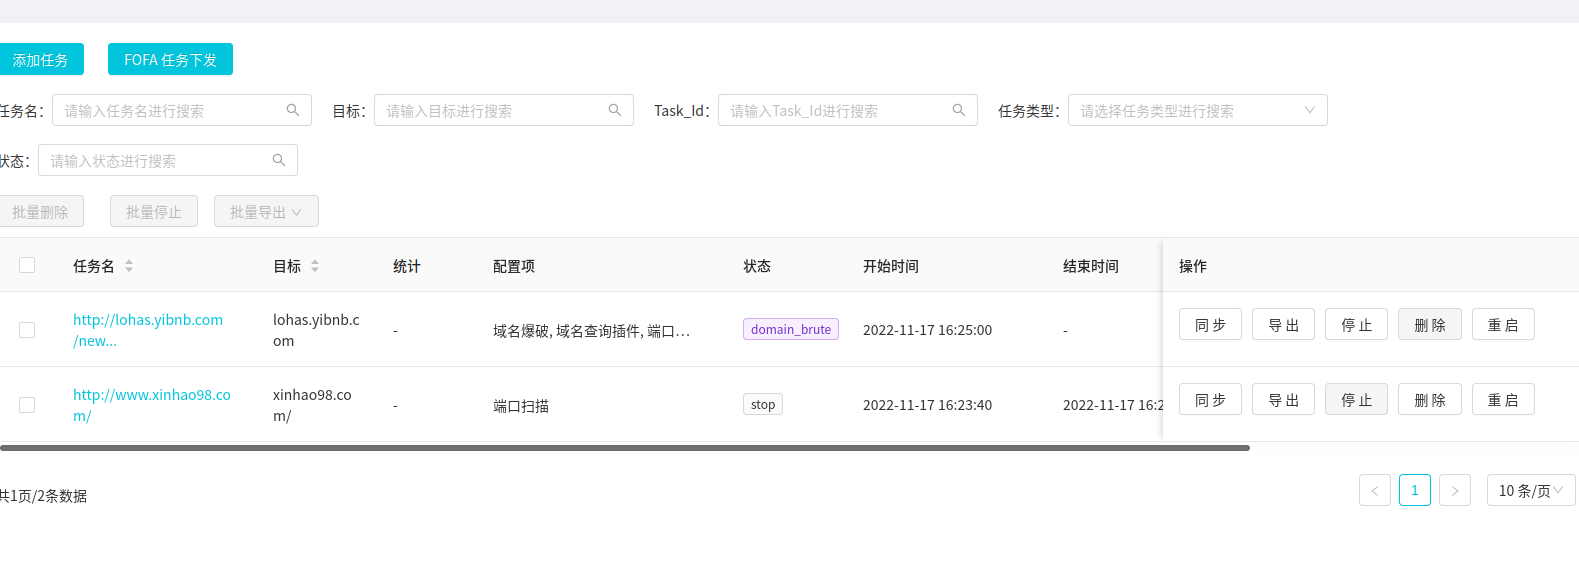 添加任务 FOFA 任务下发
任务名: 请输入任务名进行搜索 目标: 请输入目标进行搜索 Task_Id: 请输入Task_Id进行搜索 任务类型: 请选择任务类型进行搜索
状态: 请输入状态进行搜索
批量删除 批量停止 批量导出
任务名 目标 统计 配置项 状态 开始时间 结束时间 操作
http://lohas.yibnb.com
/new...
lohas.yibnb.c
om
- 域名爆破, 域名查询插件, 端口... domain_brute 2022-11-17 16:25:00 - 同步 导出 停止 删除 重启
http://www.xinhao98.co
m/
xinhao98.co
m/
- 端口扫描 stop 2022-11-17 16:23:40 2022-11-17 16:2 同步 导出 停止 删除 重启
共1页/2条数据 < 1 > 10 条/页